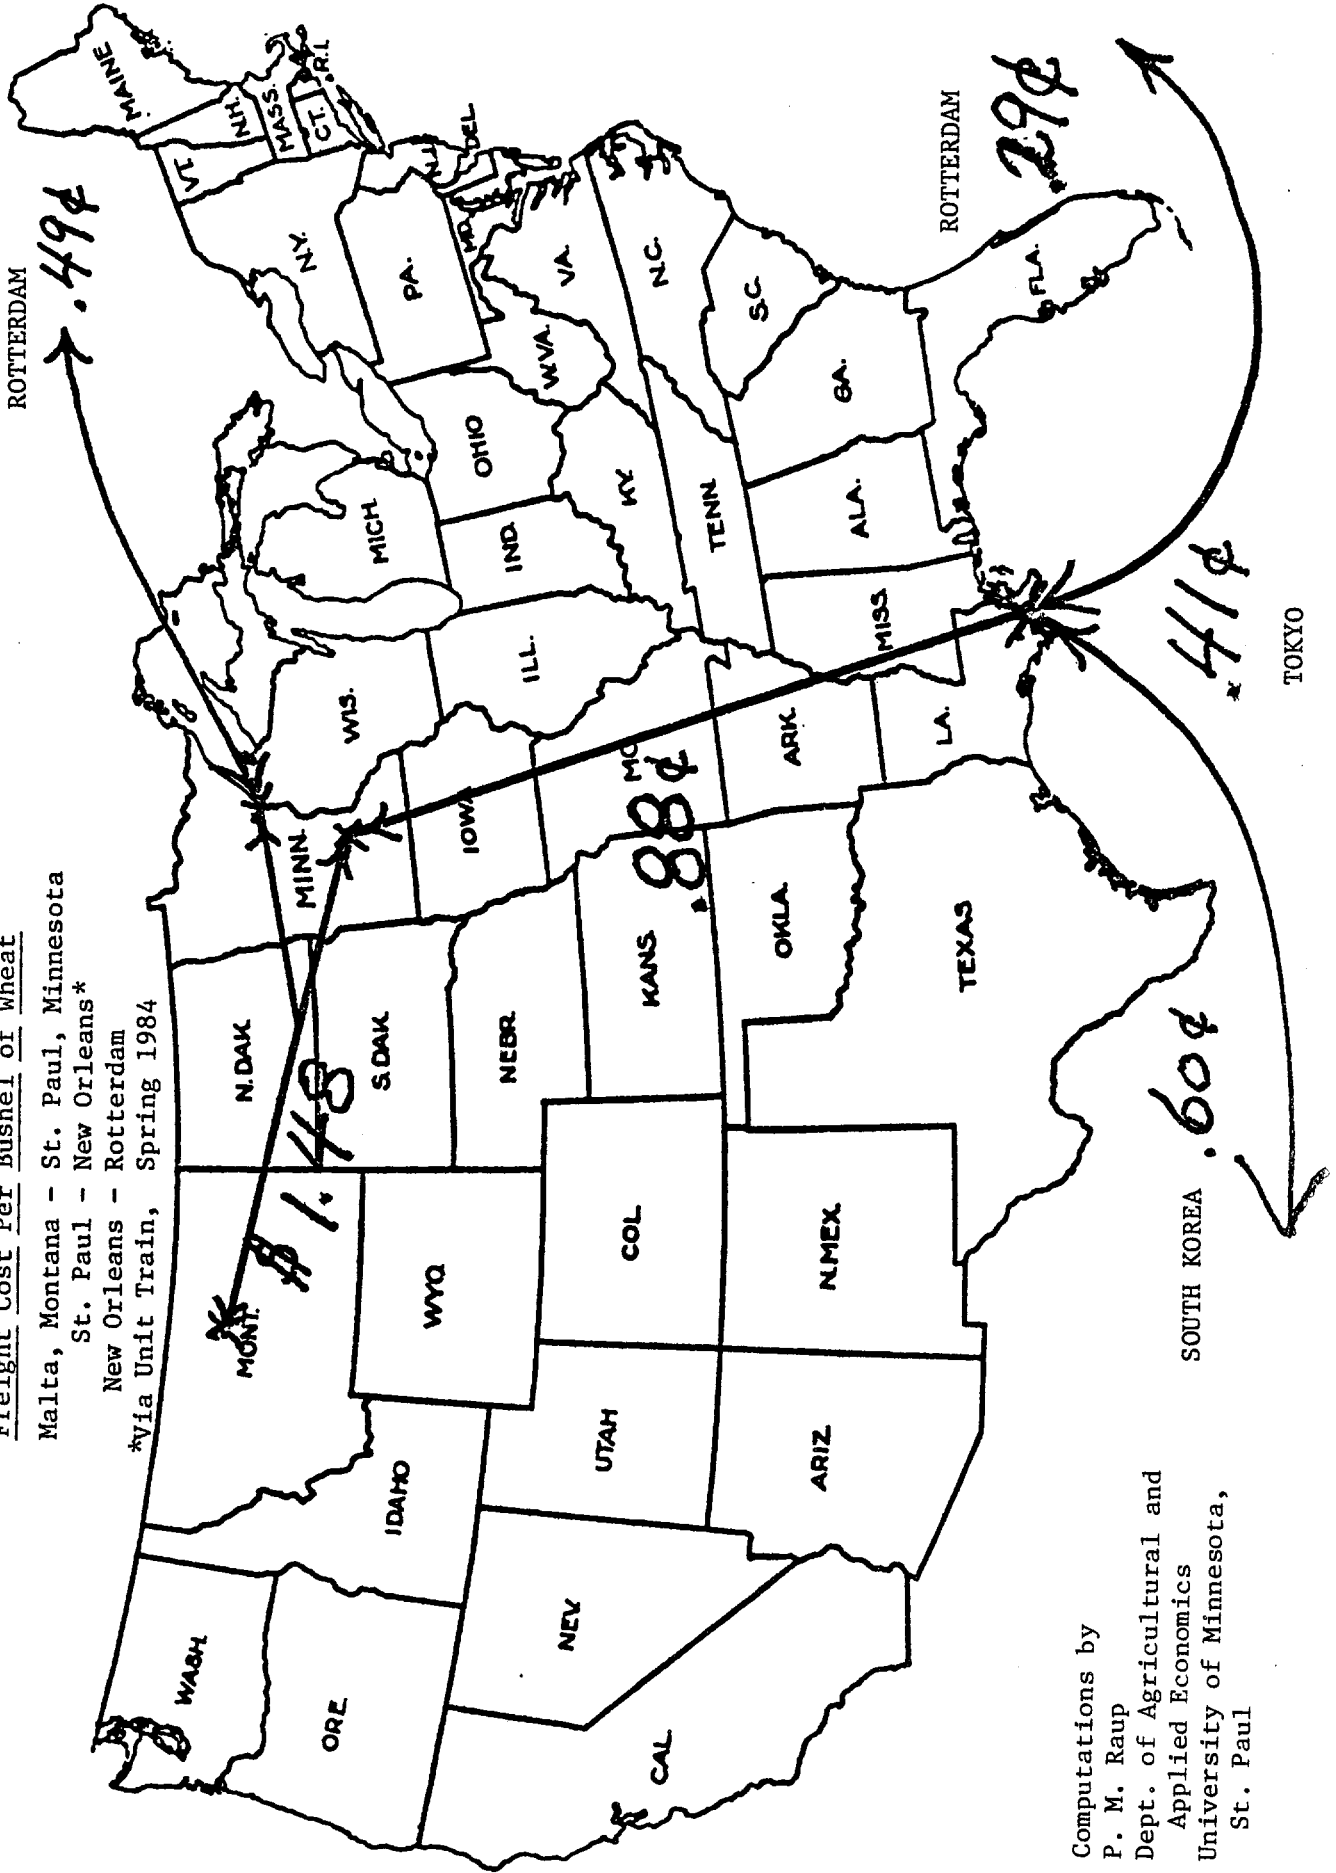 Freight Cost Per Bushel of Wheat
Malta, Montana - St. Paul, Minnesota
St. Paul - New Orleans*
New Orleans - Rotterdam
*Via Unit Train, Spring 1984
ROTTERDAM
.49¢
WASH.
MONT.
N.DAK.
MINN.
WIS.
MICH.
N.Y.
VT.
N.H.
MAINE
MASS.
CT.
R.I.
$1.48
ORE.
IDAHO
WYO.
S.DAK.
IOWA
ILL.
IND.
OHIO
PA.
N.J.
DEL.
MD.
NEV.
UTAH
COL.
NEBR.
KANS.
MO.
88¢
KY.
W.VA.
VA.
CAL.
ARIZ.
N.MEX.
OKLA.
ARK.
TENN.
N.C.
S.C.
TEXAS
LA.
MISS.
ALA.
GA.
FLA.
ROTTERDAM
.29¢
SOUTH KOREA
.60¢
.41¢
TOKYO
Computations by
P. M. Raup
Dept. of Agricultural and
Applied Economics
University of Minnesota,
St. Paul